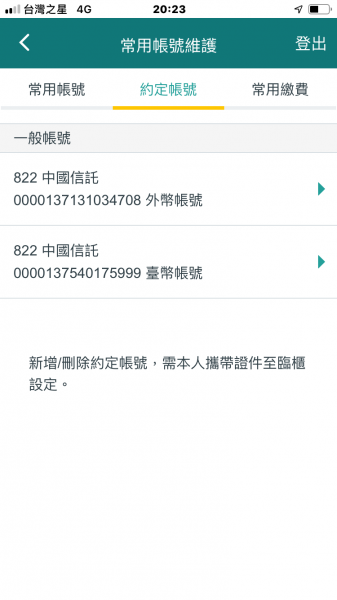 台灣之星 4G 20:23
常用帳號維護 登出
常用帳號 約定帳號 常用繳費
一般帳號
822 中國信託
0000137131034708 外幣帳號
822 中國信託
0000137540175999 臺幣帳號
新增/刪除約定帳號，需本人攜帶證件至臨櫃
設定。